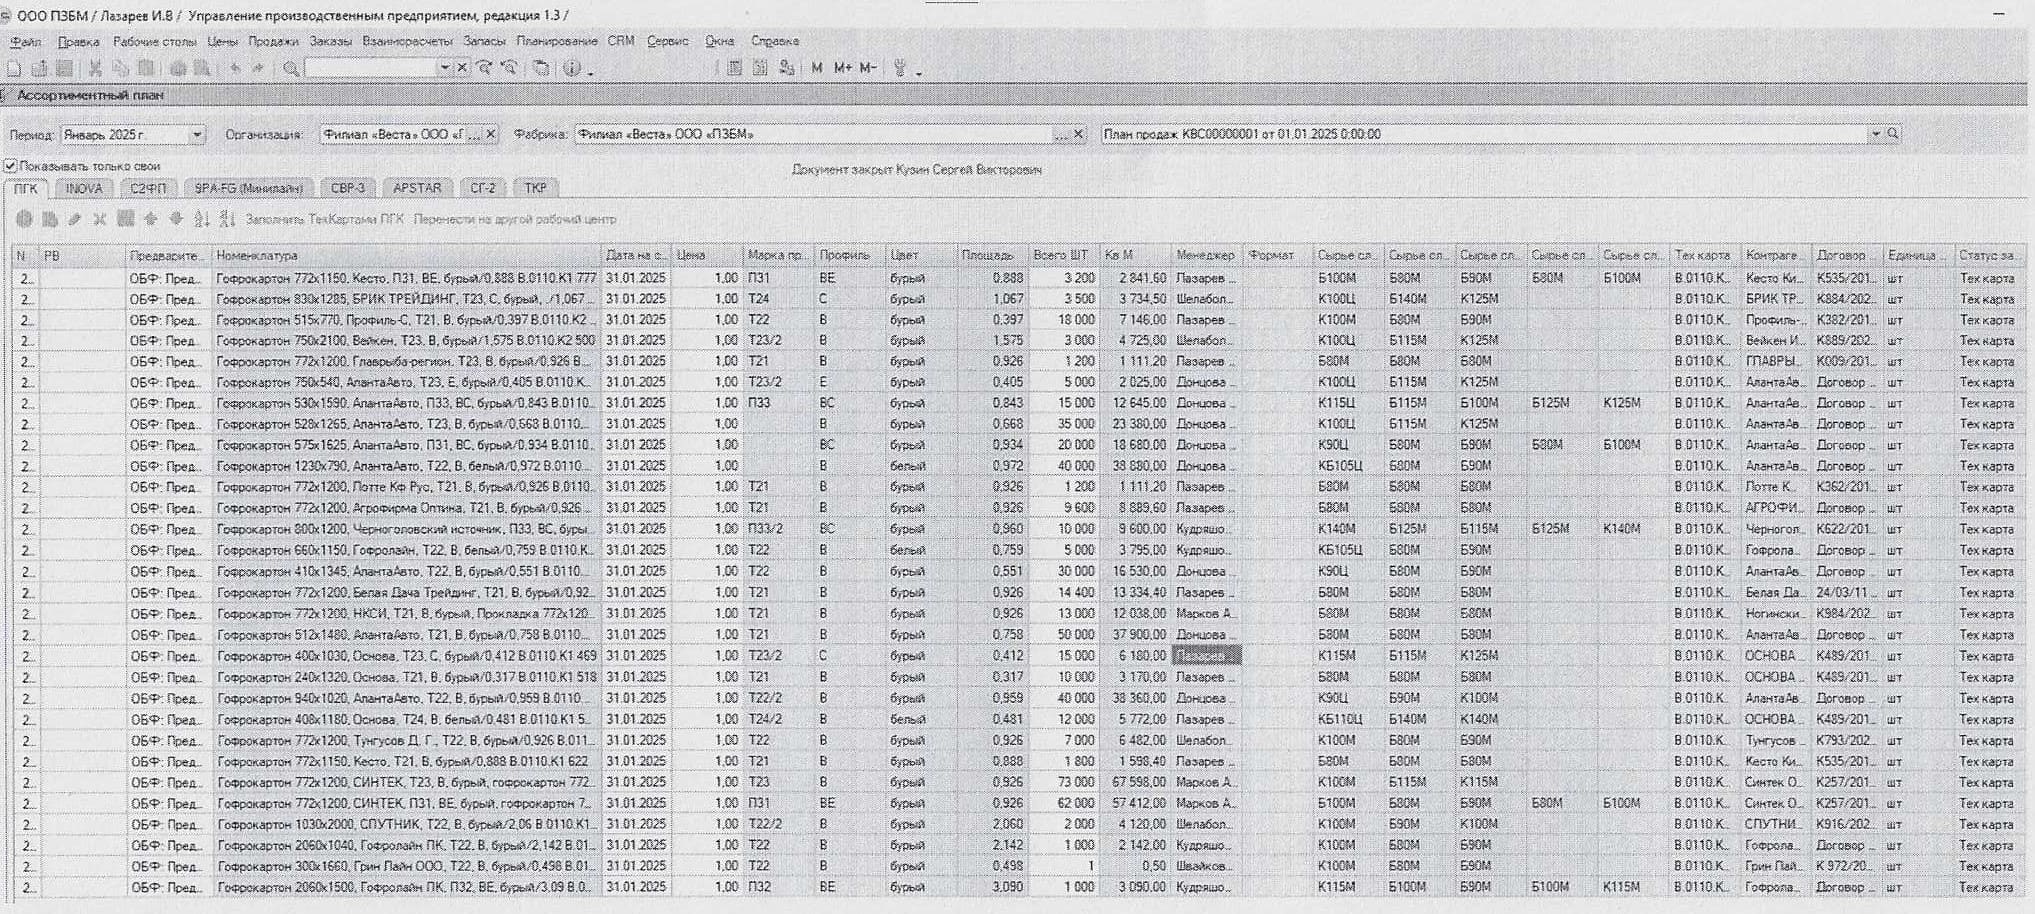 ООО ПЗБМ / Лазарев И.В / Управление производственным предприятием, редакция 1.3 /
Файл Правка Рабочие столы Цены Продажи Заказы Взаиморасчеты Запасы Планирование CRM Сервис Окна Справка
M M+ M-
Ассортиментный план
Период: Январь 2025 г. Организация: Филиал «Веста» ООО «Г ... Фабрика: Филиал «Веста» ООО «ПЗБМ» ... План продаж КВС00000001 от 01.01.2025 0:00:00
Показывать только свои
Документ закрыт Кузин Сергей Викторович
ПГК INOVA С2ФП SPA-FG (Минилайн) СВР-3 APSTAR СГ-2 ТКР
Заполнить ТехКартами ПГК Перенести на другой рабочий центр
N РВ Предварите... Номенклатура Дата на с... Цена Марка пр... Профиль Цвет Площадь Всего ШТ Кв М Менеджер Формат Сырье сл... Сырье сл... Сырье сл... Сырье сл... Сырье сл... Тех карта Контраге... Договор ... Единица ... Статус за...
2... ОБФ: Пред... Гофрокартон 772х1150, Кесто, П31, ВЕ, бурый/0,888 В.0110.К1 777 31.01.2025 1,00 П31 ВЕ бурый 0,888 3 200 2 841,60 Лазарев ... Б100М Б80М Б90М Б80М Б100М В.0110.К... Кесто Ки... К535/201... шт Тех карта
2... ОБФ: Пред... Гофрокартон 830х1285, БРИК ТРЕЙДИНГ, Т23, С, бурый, ./1,067 ... 31.01.2025 1,00 Т24 С бурый 1,067 3 500 3 734,50 Шелабол... К100Ц Б140М К125М В.0110.К... БРИК ТР... К884/202... шт Тех карта
2... ОБФ: Пред... Гофрокартон 515х770, Профиль-С, Т21, В, бурый/0,397 В.0110.К2 ... 31.01.2025 1,00 Т22 В бурый 0,397 18 000 7 146,00 Лазарев ... К100М Б80М Б90М В.0110.К... Профиль-... К382/201... шт Тех карта
2... ОБФ: Пред... Гофрокартон 750х2100, Вейкен, Т23, В, бурый/1,575 В.0110.К2 500 31.01.2025 1,00 Т23/2 В бурый 1,575 3 000 4 725,00 Шелабол... К100Ц Б115М К125М В.0110.К... Вейкен И... К889/202... шт Тех карта
2... ОБФ: Пред... Гофрокартон 772х1200, Главрыба-регион, Т23, В, бурый/0,926 В... 31.01.2025 1,00 Т21 В бурый 0,926 1 200 1 111,20 Лазарев ... Б80М Б80М Б80М В.0110.К... ГЛАВРЫ... К009/201... шт Тех карта
2... ОБФ: Пред... Гофрокартон 750х540, АлантаАвто, Т23, Е, бурый/0,405 В.0110.К... 31.01.2025 1,00 Т23/2 Е бурый 0,405 5 000 2 025,00 Донцова ... К100Ц Б115М К125М В.0110.К... АлантаАв... Договор ... шт Тех карта
2... ОБФ: Пред... Гофрокартон 530х1590, АлантаАвто, П33, ВС, бурый/0,843 В.0110... 31.01.2025 1,00 П33 ВС бурый 0,843 15 000 12 645,00 Донцова ... К115Ц Б115М Б100М Б125М К125М В.0110.К... АлантаАв... Договор ... шт Тех карта
2... ОБФ: Пред... Гофрокартон 528х1265, АлантаАвто, Т23, В, бурый/0,668 В.0110... 31.01.2025 1,00 В бурый 0,668 35 000 23 380,00 Донцова ... К100Ц Б115М К125М В.0110.К... АлантаАв... Договор ... шт Тех карта
2... ОБФ: Пред... Гофрокартон 575х1625, АлантаАвто, П31, ВС, бурый/0,934 В.0110... 31.01.2025 1,00 ВС бурый 0,934 20 000 18 680,00 Донцова ... К90Ц Б80М Б90М Б80М Б100М В.0110.К... АлантаАв... Договор ... шт Тех карта
2... ОБФ: Пред... Гофрокартон 1230х790, АлантаАвто, Т22, В, белый/0,972 В.0110... 31.01.2025 1,00 В белый 0,972 40 000 38 880,00 Донцова ... КБ105Ц Б80М Б90М В.0110.К... АлантаАв... Договор ... шт Тех карта
2... ОБФ: Пред... Гофрокартон 772х1200, Лотте Кф Рус, Т21, В, бурый/0,926 В.0110... 31.01.2025 1,00 Т21 В бурый 0,926 1 200 1 111,20 Лазарев ... Б80М Б80М Б80М В.0110.К... Лотте К... К362/201... шт Тех карта
2... ОБФ: Пред... Гофрокартон 772х1200, Агрофирма Оптина, Т21, В, бурый/0,926 ... 31.01.2025 1,00 Т21 В бурый 0,926 9 600 8 889,60 Лазарев ... Б80М Б80М Б80М В.0110.К... АГРОФИ... Договор ... шт Тех карта
2... ОБФ: Пред... Гофрокартон 800х1200, Черноголовский источник, П33, ВС, буры... 31.01.2025 1,00 П33/2 ВС бурый 0,960 10 000 9 600,00 Кудряшо... К140М Б125М Б115М Б125М К140М В.0110.К... Черногол... К622/201... шт Тех карта
2... ОБФ: Пред... Гофрокартон 660х1150, Гофролайн, Т22, В, белый/0,759 В.0110.К... 31.01.2025 1,00 Т22 В белый 0,759 5 000 3 795,00 Кудряшо... КБ105Ц Б80М Б90М В.0110.К... Гофрола... Договор ... шт Тех карта
2... ОБФ: Пред... Гофрокартон 410х1345, АлантаАвто, Т22, В, бурый/0,551 В.0110... 31.01.2025 1,00 Т22 В бурый 0,551 30 000 16 530,00 Донцова ... К90Ц Б80М Б90М В.0110.К... АлантаАв... Договор ... шт Тех карта
2... ОБФ: Пред... Гофрокартон 772х1200, Белая Дача Трейдинг, Т21, В, бурый/0,92... 31.01.2025 1,00 Т21 В бурый 0,926 14 400 13 334,40 Лазарев ... Б80М Б80М Б80М В.0110.К... Белая Да... 24/03/11 ... шт Тех карта
2... ОБФ: Пред... Гофрокартон 772х1200, НКСИ, Т21, В, бурый, Прокладка 772х120... 31.01.2025 1,00 Т21 В бурый 0,926 13 000 12 038,00 Марков А... Б80М Б80М Б80М В.0110.К... Ногински... К984/202... шт Тех карта
2... ОБФ: Пред... Гофрокартон 512х1480, АлантаАвто, Т21, В, бурый/0,758 В.0110... 31.01.2025 1,00 Т21 В бурый 0,758 50 000 37 900,00 Донцова ... Б80М Б80М Б80М В.0110.К... АлантаАв... Договор ... шт Тех карта
2... ОБФ: Пред... Гофрокартон 400х1030, Основа, Т23, С, бурый/0,412 В.0110.К1 469 31.01.2025 1,00 Т23/2 С бурый 0,412 15 000 6 180,00 Лазарев ... К115М Б115М К125М В.0110.К... ОСНОВА ... К489/201... шт Тех карта
2... ОБФ: Пред... Гофрокартон 240х1320, Основа, Т21, В, бурый/0,317 В.0110.К1 518 31.01.2025 1,00 Т21 В бурый 0,317 10 000 3 170,00 Лазарев ... Б80М Б80М Б80М В.0110.К... ОСНОВА ... К489/201... шт Тех карта
2... ОБФ: Пред... Гофрокартон 940х1020, АлантаАвто, Т22, В, бурый/0,959 В.0110... 31.01.2025 1,00 Т22/2 В бурый 0,959 40 000 38 360,00 Донцова ... К90Ц Б90М К100М В.0110.К... АлантаАв... Договор ... шт Тех карта
2... ОБФ: Пред... Гофрокартон 408х1180, Основа, Т24, В, белый/0,481 В.0110.К1 5... 31.01.2025 1,00 Т24/2 В белый 0,481 12 000 5 772,00 Лазарев ... КБ110Ц Б140М К140М В.0110.К... ОСНОВА ... К489/201... шт Тех карта
2... ОБФ: Пред... Гофрокартон 772х1200, Тунгусов Д. Г., Т22, В, бурый/0,926 В.011... 31.01.2025 1,00 Т22 В бурый 0,926 7 000 6 482,00 Шелабол... К100М Б80М Б90М В.0110.К... Тунгусов ... К793/202... шт Тех карта
2... ОБФ: Пред... Гофрокартон 772х1150, Кесто, Т21, В, бурый/0,888 В.0110.К1 622 31.01.2025 1,00 Т21 В бурый 0,888 1 800 1 598,40 Лазарев ... Б80М Б80М Б80М В.0110.К... Кесто Ки... К535/201... шт Тех карта
2... ОБФ: Пред... Гофрокартон 772х1200, СИНТЕК, Т23, В, бурый, гофрокартон 772... 31.01.2025 1,00 Т23 В бурый 0,926 73 000 67 598,00 Марков А... К100М Б115М К115М В.0110.К... Синтек О... К257/201... шт Тех карта
2... ОБФ: Пред... Гофрокартон 772х1200, СИНТЕК, П31, ВЕ, бурый, гофрокартон 7... 31.01.2025 1,00 П31 ВЕ бурый 0,926 62 000 57 412,00 Марков А... Б100М Б80М Б90М Б80М Б100М В.0110.К... Синтек О... К257/201... шт Тех карта
2... ОБФ: Пред... Гофрокартон 1030х2000, СПУТНИК, Т22, В, бурый/2,06 В.0110.К1... 31.01.2025 1,00 Т22/2 В бурый 2,060 2 000 4 120,00 Шелабол... К100М Б90М К100М В.0110.К... СПУТНИ... К916/202... шт Тех карта
2... ОБФ: Пред... Гофрокартон 2060х1040, Гофролайн ПК, Т22, В, бурый/2,142 В.01... 31.01.2025 1,00 Т22 В бурый 2,142 1 000 2 142,00 Кудряшо... К100М Б80М Б90М В.0110.К... Гофрола... Договор ... шт Тех карта
2... ОБФ: Пред... Гофрокартон 300х1660, Грин Лайн ООО, Т22, В, бурый/0,498 В.01... 31.01.2025 1,00 Т22 В бурый 0,498 1 0,50 Швайков... К100М Б80М Б90М В.0110.К... Грин Лай... К 972/20... шт Тех карта
2... ОБФ: Пред... Гофрокартон 2060х1500, Гофролайн ПК, П32, ВЕ, бурый/3,09 В.0... 31.01.2025 1,00 П32 ВЕ бурый 3,090 1 000 3 090,00 Кудряшо... К115М Б100М Б90М Б100М К115М В.0110.К... Гофрола... Договор ... шт Тех карта